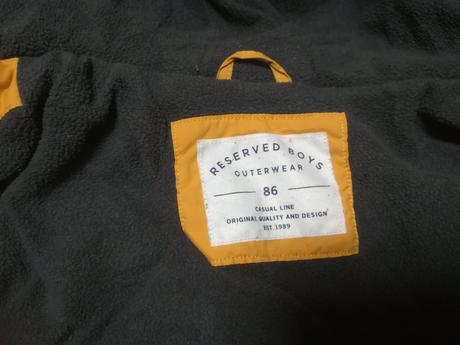 RESERVED BOYS
OUTERWEAR
86
CASUAL LINE
ORIGINAL QUALITY AND DESIGN
EST.1989